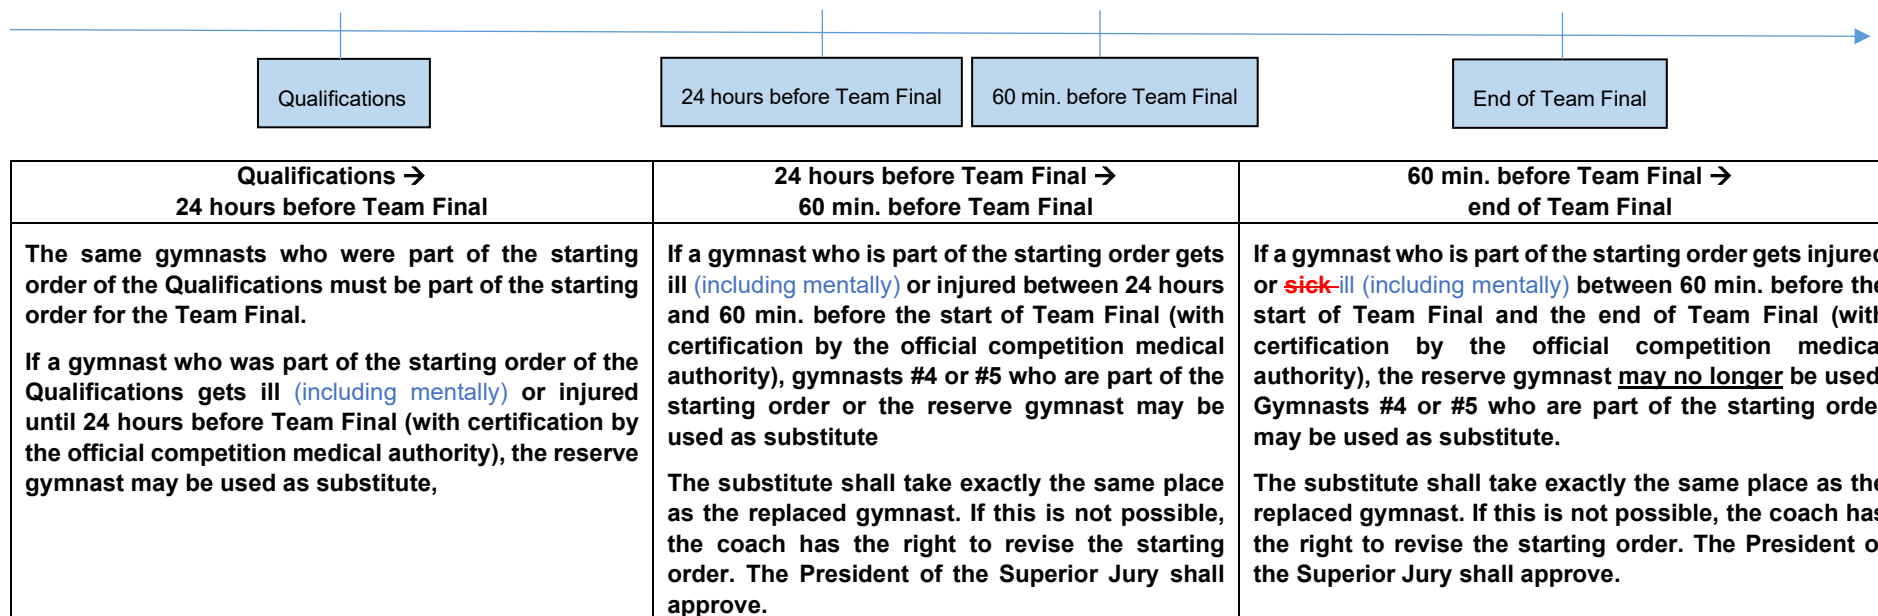 Qualifications
24 hours before Team Final
60 min. before Team Final
End of Team Final
Qualifications →
24 hours before Team Final
The same gymnasts who were part of the starting
order of the Qualifications must be part of the starting
order for the Team Final.
If a gymnast who was part of the starting order of the
Qualifications gets ill (including mentally) or injured
until 24 hours before Team Final (with certification by
the official competition medical authority), the reserve
gymnast may be used as substitute,
24 hours before Team Final →
60 min. before Team Final
If a gymnast who is part of the starting order gets
ill (including mentally) or injured between 24 hours
and 60 min. before the start of Team Final (with
certification by the official competition medical
authority), gymnasts #4 or #5 who are part of the
starting order or the reserve gymnast may be
used as substitute
The substitute shall take exactly the same place
as the replaced gymnast. If this is not possible,
the coach has the right to revise the starting
order. The President of the Superior Jury shall
approve.
60 min. before Team Final →
end of Team Final
If a gymnast who is part of the starting order gets injured
or sick ill (including mentally) between 60 min. before the
start of Team Final and the end of Team Final (with
certification by the official competition medical
authority), the reserve gymnast may no longer be used
Gymnasts #4 or #5 who are part of the starting order
may be used as substitute.
The substitute shall take exactly the same place as the
replaced gymnast. If this is not possible, the coach has
the right to revise the starting order. The President of
the Superior Jury shall approve.